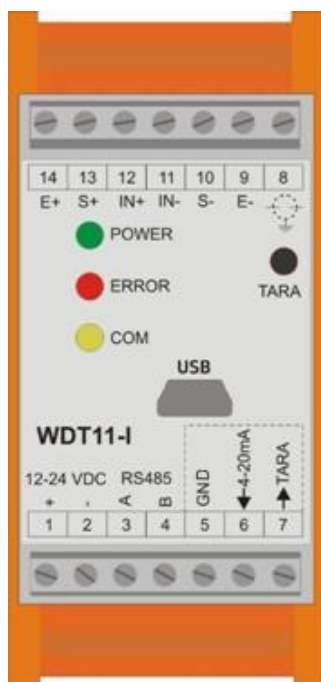 14 13 12 11 10 9 8
E+ S+ IN+ IN- S- E-
POWER
ERROR
TARA
COM
USB
WDT11-I
12-24 VDC RS485
+ - A B GND 4-20mA TARA
1 2 3 4 5 6 7